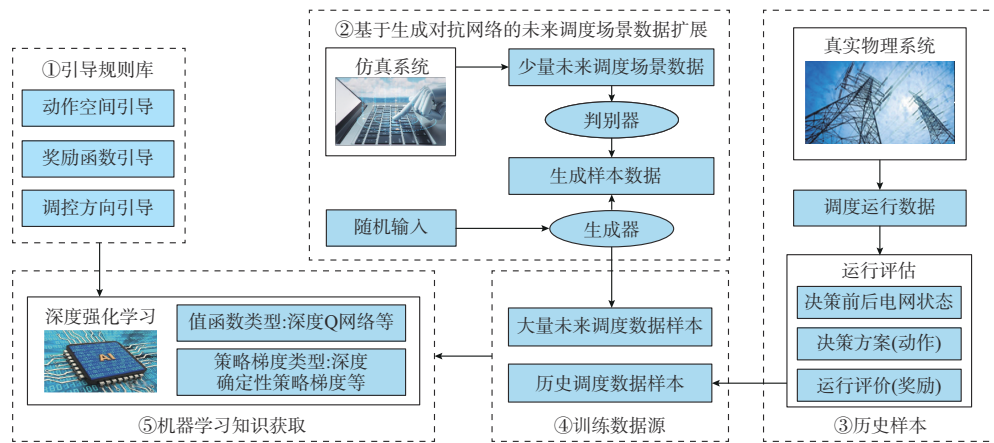 ①引导规则库
动作空间引导
奖励函数引导
调控方向引导
②基于生成对抗网络的未来调度场景数据扩展
仿真系统
少量未来调度场景数据
判别器
生成样本数据
随机输入
生成器
真实物理系统
调度运行数据
运行评估
决策前后电网状态
决策方案(动作)
运行评价(奖励)
③历史样本
大量未来调度数据样本
历史调度数据样本
④训练数据源
深度强化学习
AI
值函数类型:深度Q网络等
策略梯度类型:深度
确定性策略梯度等
⑤机器学习知识获取